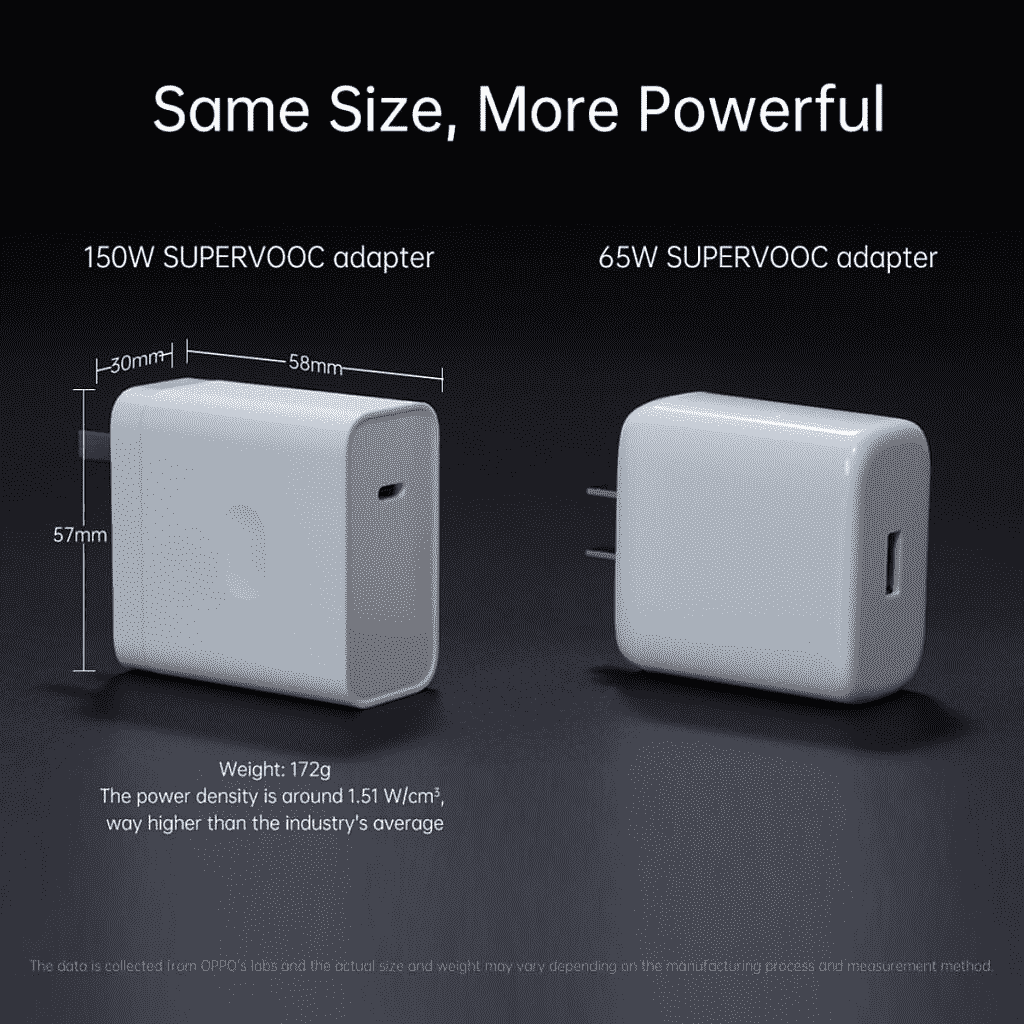 Same Size, More Powerful
150W SUPERVOOC adapter
65W SUPERVOOC adapter
30mm
58mm
57mm
Weight: 172g
The power density is around 1.51 W/cm³,
way higher than the industry's average
The data is collected from OPPO's labs and the actual size and weight may vary depending on the manufacturing process and measurement method.